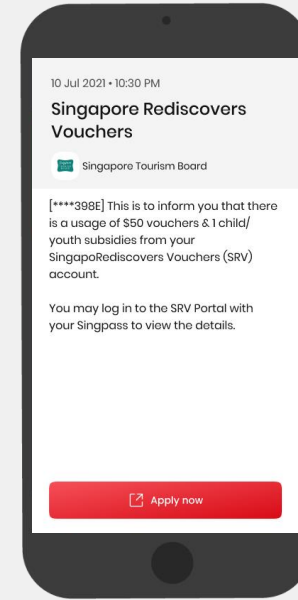 10 Jul 2021 • 10:30 PM
Singapore Rediscovers
Vouchers
Singapore Tourism Board
[****398E] This is to inform you that there
is a usage of $50 vouchers & 1 child/
youth subsidies from your
SingapoRediscovers Vouchers (SRV)
account.
You may log in to the SRV Portal with
your Singpass to view the details.
Apply now